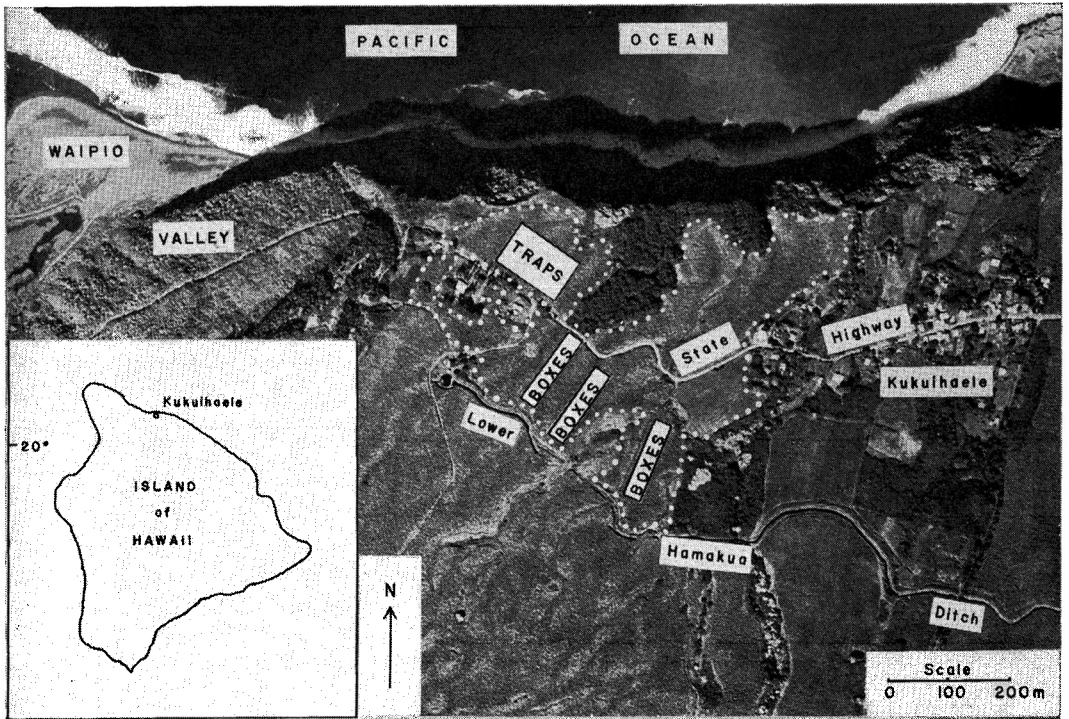 PACIFIC OCEAN
WAIPIO
VALLEY
TRAPS
BOXES
BOXES
BOXES
State
Highway
Kukuihaele
Lower
Hamakua
Ditch
Kukuihaele
20°
ISLAND
of
HAWAII
N
Scale
0 100 200m